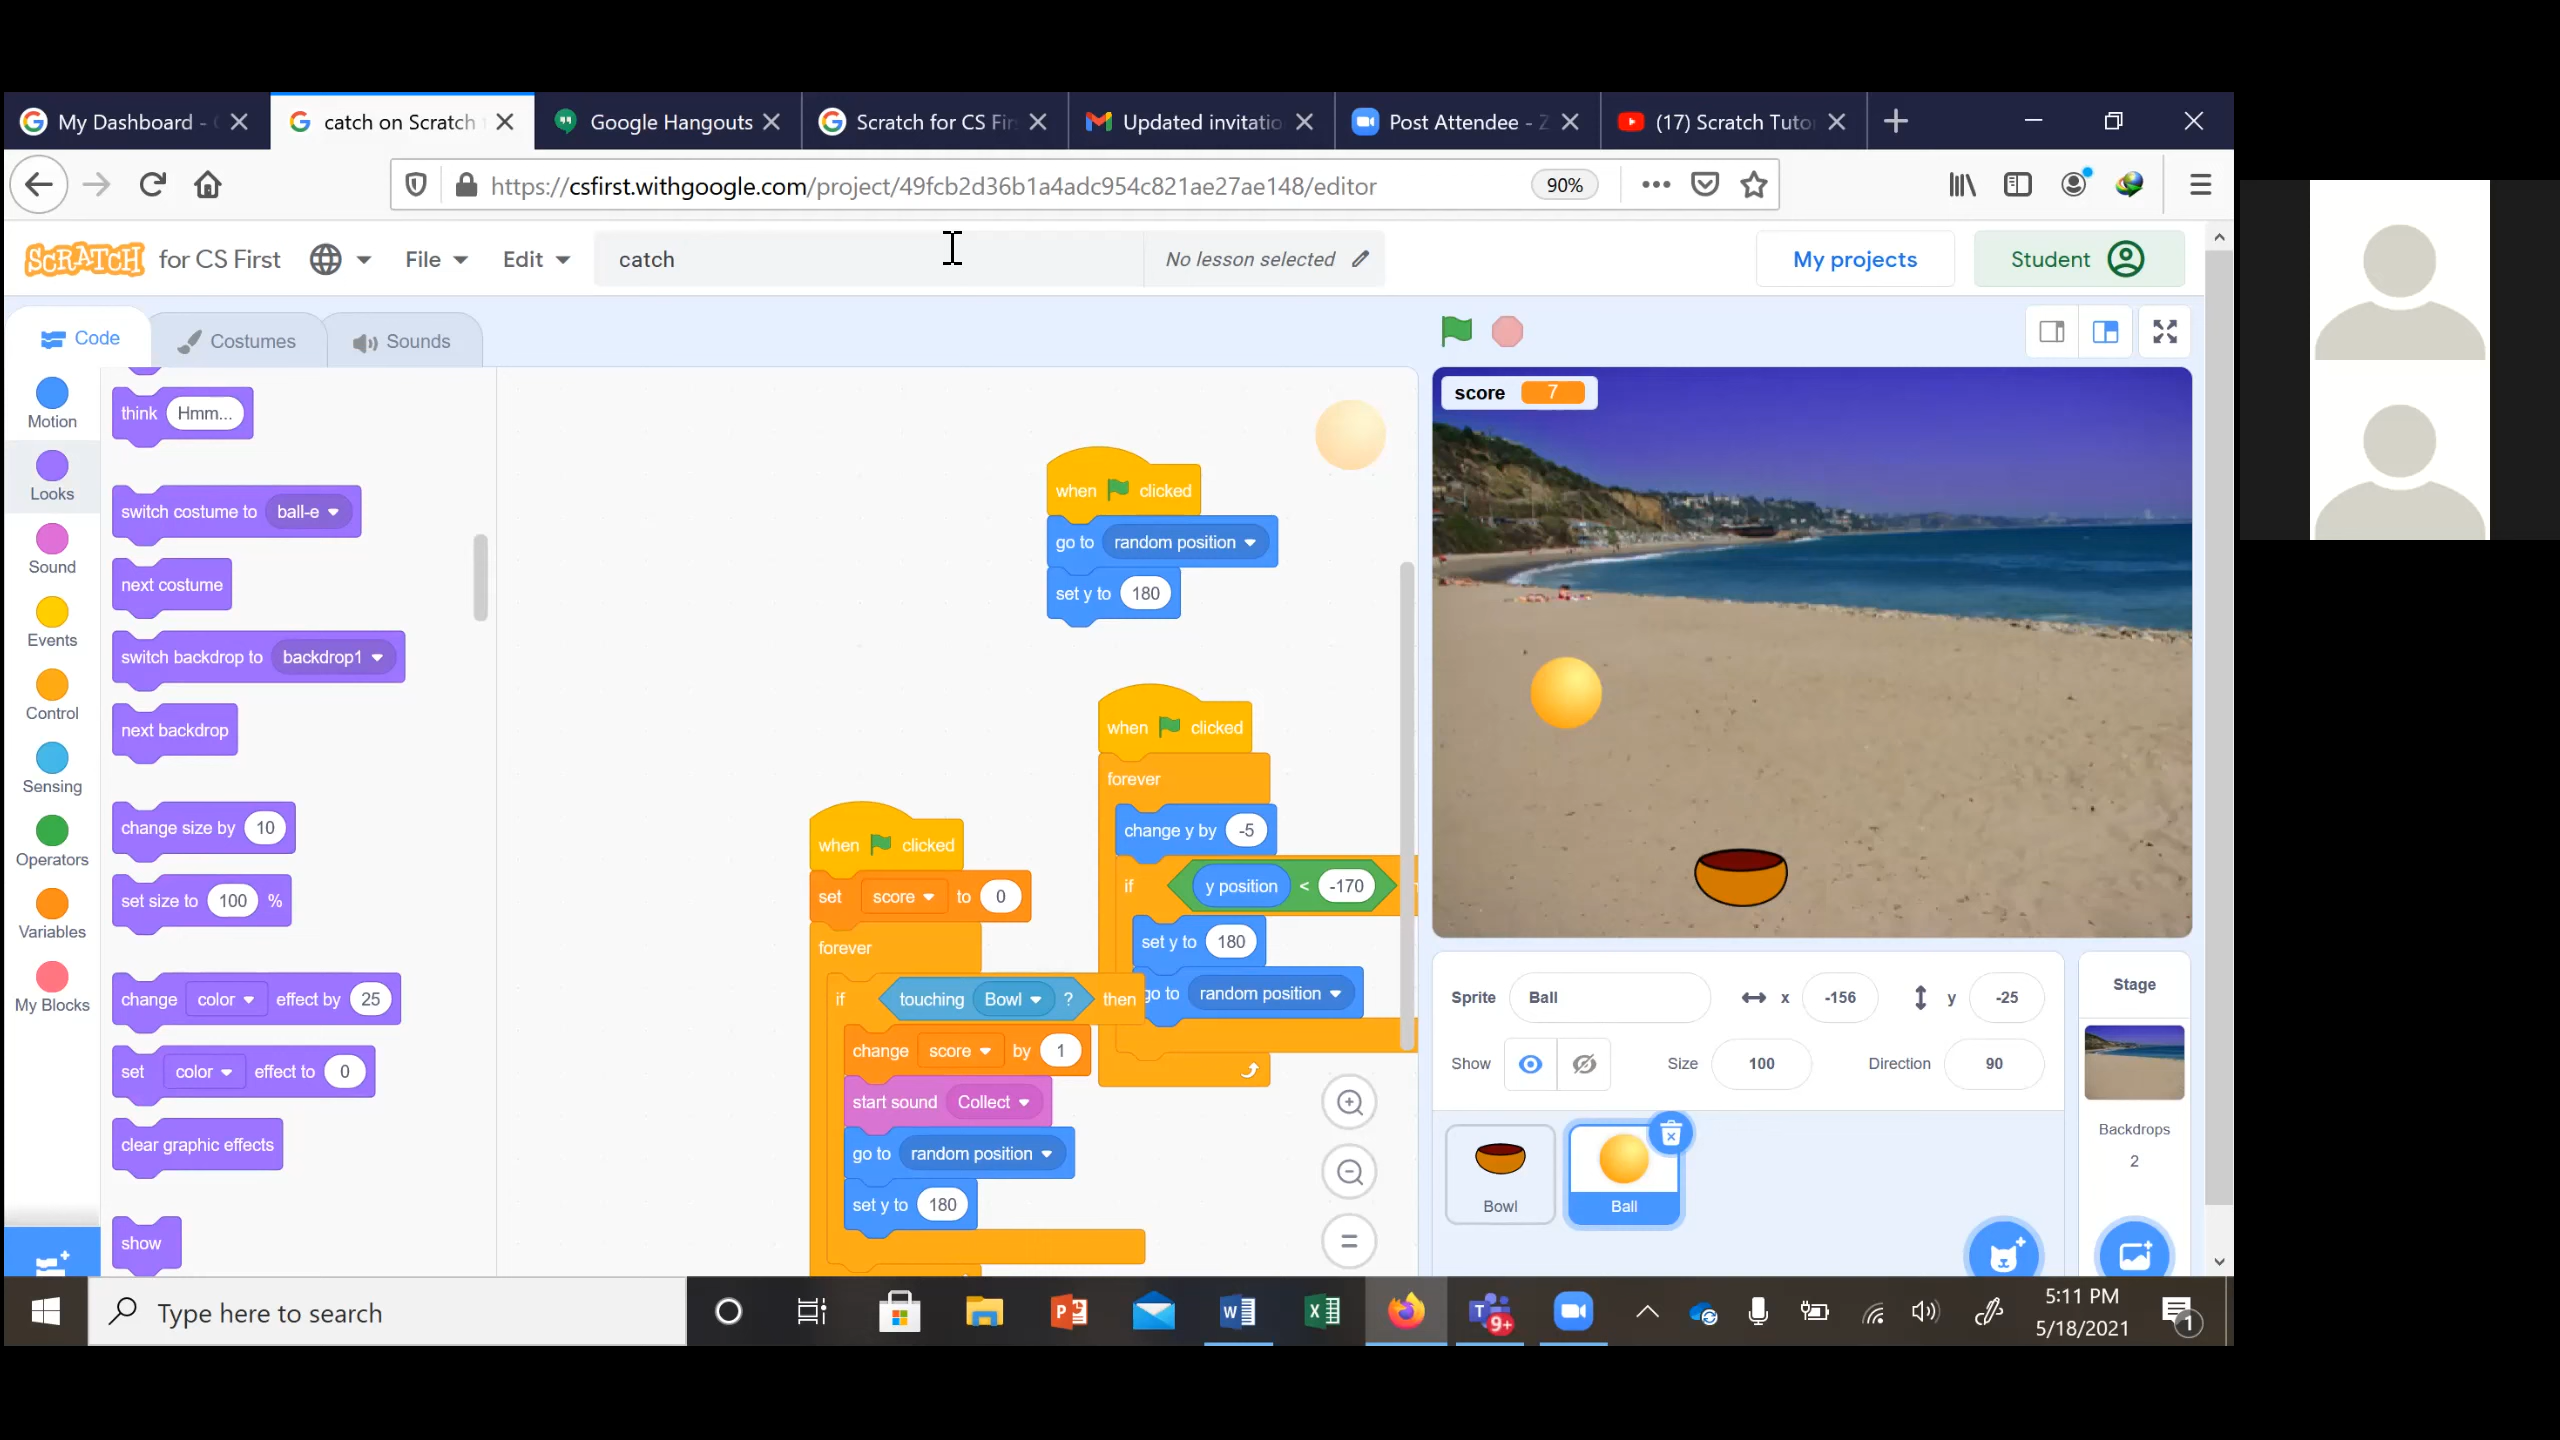 My Dashboard -
catch on Scratch
Google Hangouts
Scratch for CS Fir
Updated invitatio
Post Attendee - Z
(17) Scratch Tuto
https://csfirst.withgoogle.com/project/49fcb2d36b1a4adc954c821ae27ae148/editor
90%
SCRATCH for CS First
File
Edit
catch
No lesson selected
My projects
Student
Code
Costumes
Sounds
Motion
Looks
Sound
Events
Control
Sensing
Operators
Variables
My Blocks
think Hmm...
switch costume to ball-e
next costume
switch backdrop to backdrop1
next backdrop
change size by 10
set size to 100 %
change color effect by 25
set color effect to 0
clear graphic effects
show
when clicked
go to random position
set y to 180
when clicked
forever
change y by -5
if y position < -170
set y to 180
go to random position
when clicked
set score to 0
forever
if touching Bowl ? then
change score by 1
start sound Collect
go to random position
set y to 180
score 7
Sprite Ball x -156 y -25
Show Size 100 Direction 90
Bowl
Ball
Stage
Backdrops
2
Type here to search
T
9+
5:11 PM
5/18/2021
1